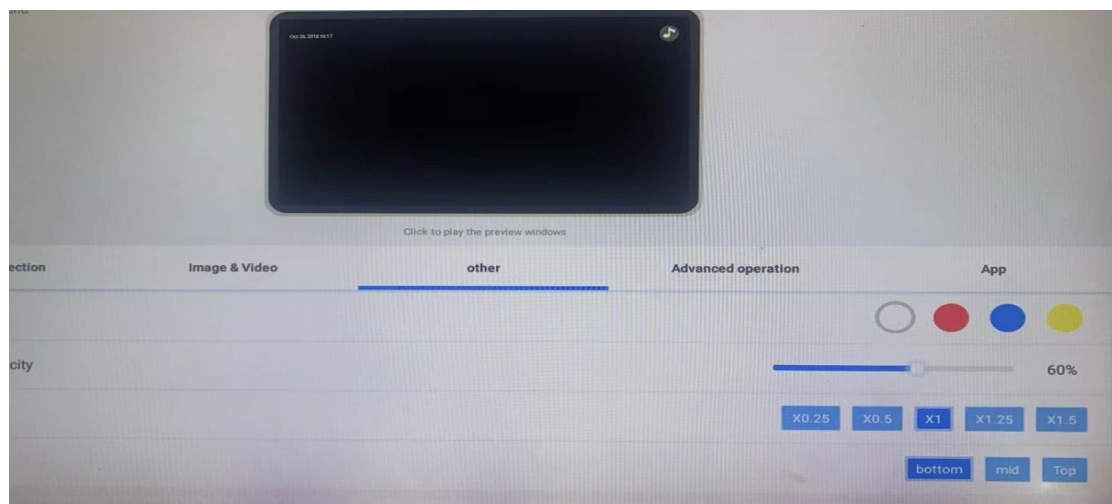 Oct 26, 2018 16:17
Click to play the preview windows
ection Image & Video other Advanced operation App
city 60%
X0.25 X0.5 X1 X1.25 X1.5
bottom mid Top